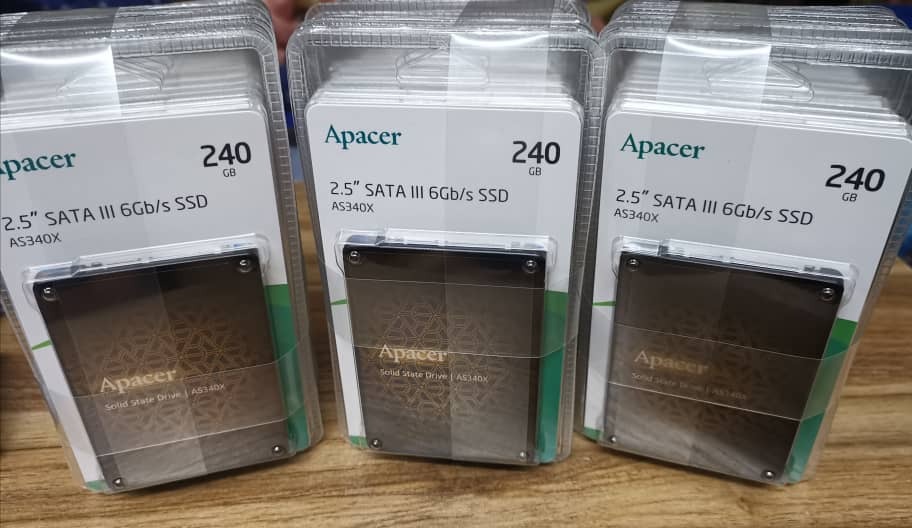 Apacer
240
GB
2.5" SATA III 6Gb/s SSD
AS340X
Apacer
Solid State Drive | AS340X
Apacer
240
GB
2.5" SATA III 6Gb/s SSD
AS340X
Apacer
Solid State Drive | AS340X
Apacer
240
GB
2.5" SATA III 6Gb/s SSD
AS340X
Apacer
Solid State Drive | AS340X